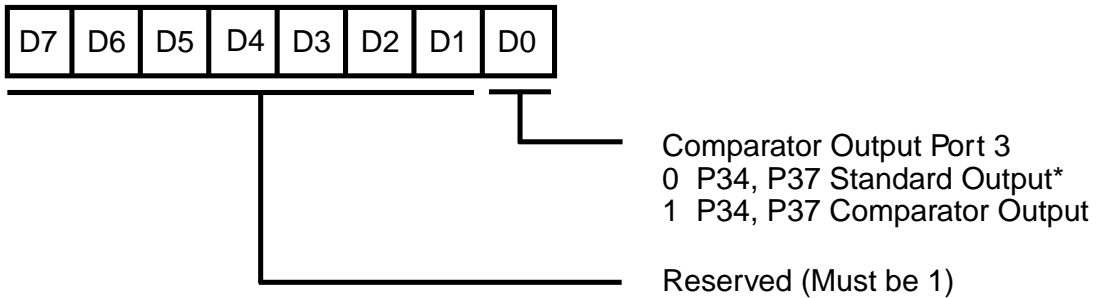 D7 D6 D5 D4 D3 D2 D1 D0
Comparator Output Port 3
0 P34, P37 Standard Output*
1 P34, P37 Comparator Output
Reserved (Must be 1)